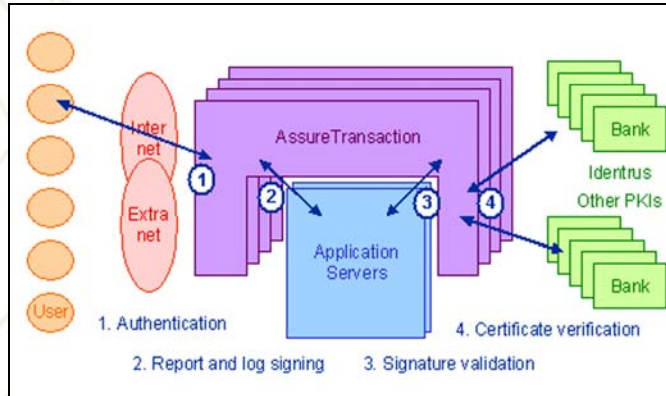 AssureTransaction
Inter
net
Extra
net
1
2
3
4
Application
Servers
Bank
Identrus
Other PKIs
Bank
User
1. Authentication
2. Report and log signing
3. Signature validation
4. Certificate verification